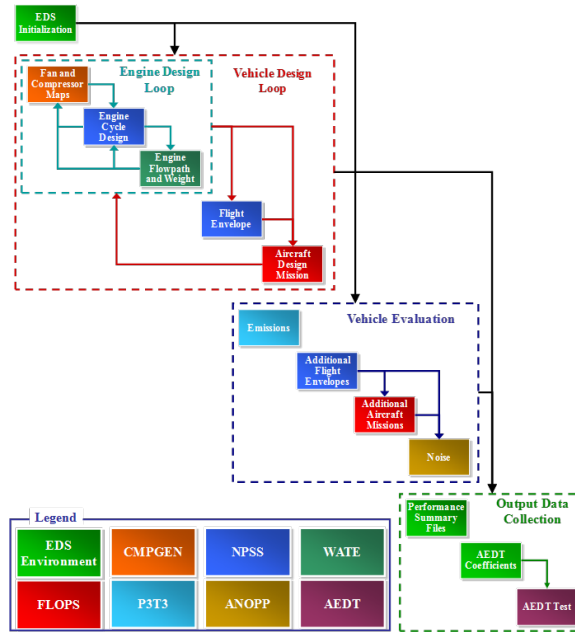 EDS
Initialization
Engine Design
Loop
Vehicle Design
Loop
Fan and
Compressor
Maps
Engine
Cycle
Design
Engine
Flowpath
and Weight
Flight
Envelope
Aircraft
Design
Mission
Vehicle Evaluation
Emissions
Additional
Flight
Envelopes
Additional
Aircraft
Missions
Noise
Output Data
Collection
Performance
Summary
Files
AEDT
Coefficients
AEDT Test
Legend
EDS
Environment
CMPGEN
NPSS
WATE
FLOPS
P3T3
ANOPP
AEDT